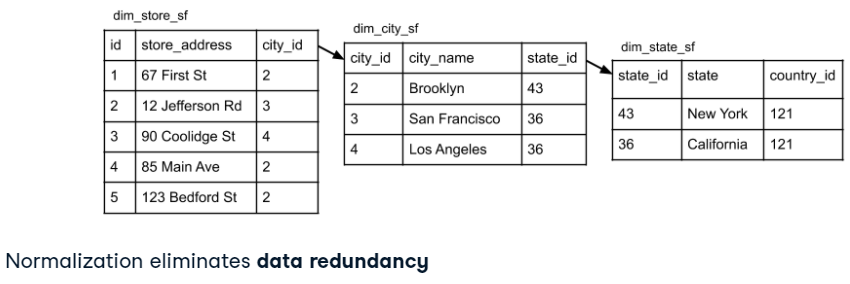 dim_store_sf
id store_address city_id
1 67 First St 2
2 12 Jefferson Rd 3
3 90 Coolidge St 4
4 85 Main Ave 2
5 123 Bedford St 2
dim_city_sf
city_id city_name state_id
2 Brooklyn 43
3 San Francisco 36
4 Los Angeles 36
dim_state_sf
state_id state country_id
43 New York 121
36 California 121
Normalization eliminates data redundancy